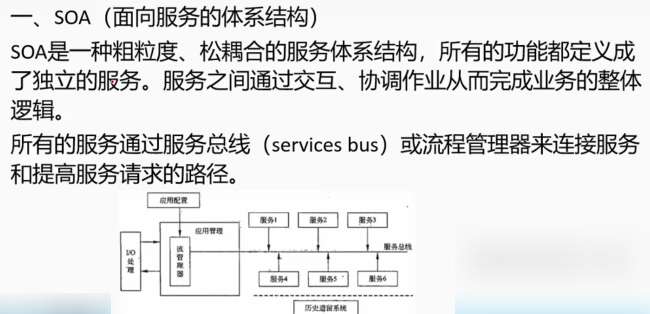 一、SOA（面向服务的体系结构）
SOA是一种粗粒度、松耦合的服务体系结构，所有的功能都定义成
了独立的服务。服务之间通过交互、协调作业从而完成业务的整体
逻辑。
所有的服务通过服务总线（services bus）或流程管理器来连接服务
和提高服务请求的路径。
应用配置
应用管理
服务1
服务2
服务3
I/O
处
理
流
管
理
器
服务总线
服务4
服务5
服务6
历史遗留系统